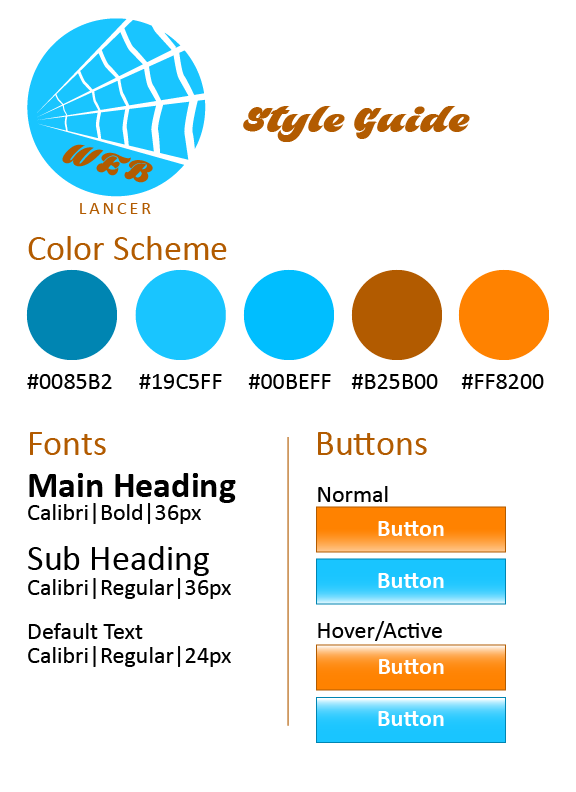 WEB
LANCER
Style Guide
Color Scheme
#0085B2 #19C5FF #00BEFF #B25B00 #FF8200
Fonts
Main Heading
Calibri|Bold|36px
Sub Heading
Calibri|Regular|36px
Default Text
Calibri|Regular|24px
Buttons
Normal
Button
Button
Hover/Active
Button
Button